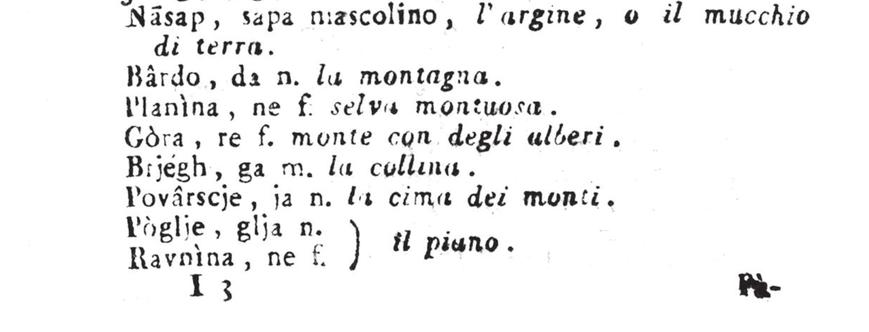 Nāsap, sapa mascolino, l'argine, o il mucchio
di terra.
Bârdo, da n. la montagna.
Planìna, ne f. selva montuosa.
Gòra, re f. monte con degli alberi.
Brjégh, ga m. la collina.
Povârscje, ja n. la cima dei monti.
Pòglje, glja n.
Ravnìna, ne f. ) il piano.
I 3 Pà-